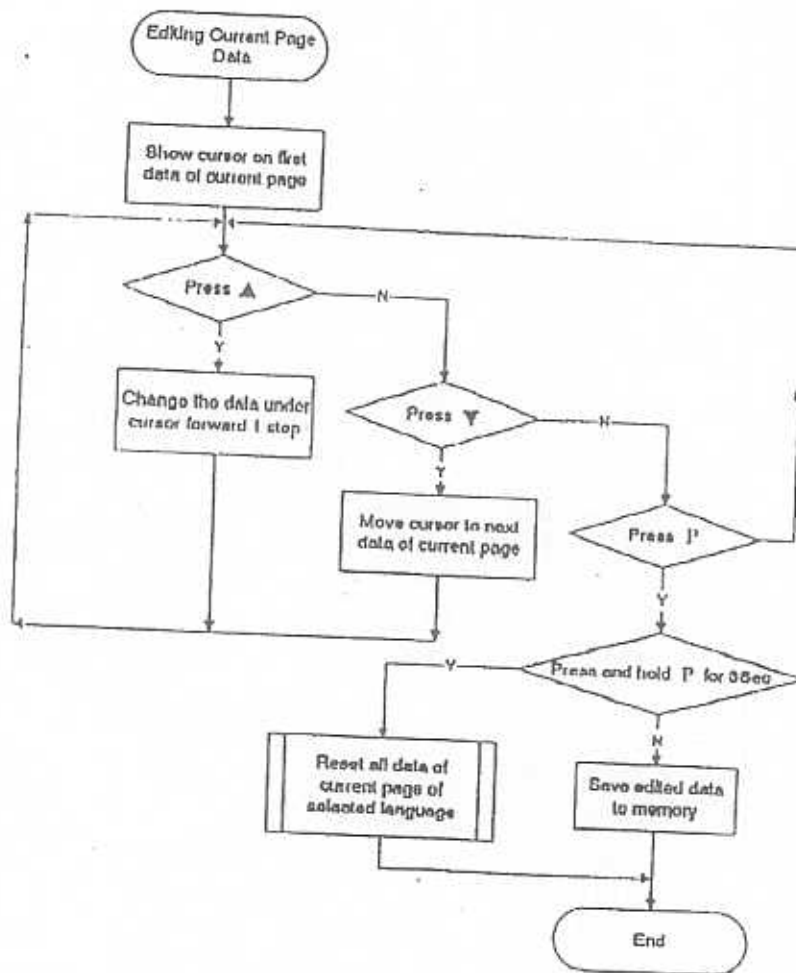 Editing Current Page
Data
Show cursor on first
data of current page
Press ▲
N
Y
Change the data under
cursor forward 1 step
Press ▼
N
Y
Move cursor to next
data of current page
Press P
Y
Press and hold P for 3Sec
Y
N
Reset all data of
current page of
selected language
Save edited data
to memory
End